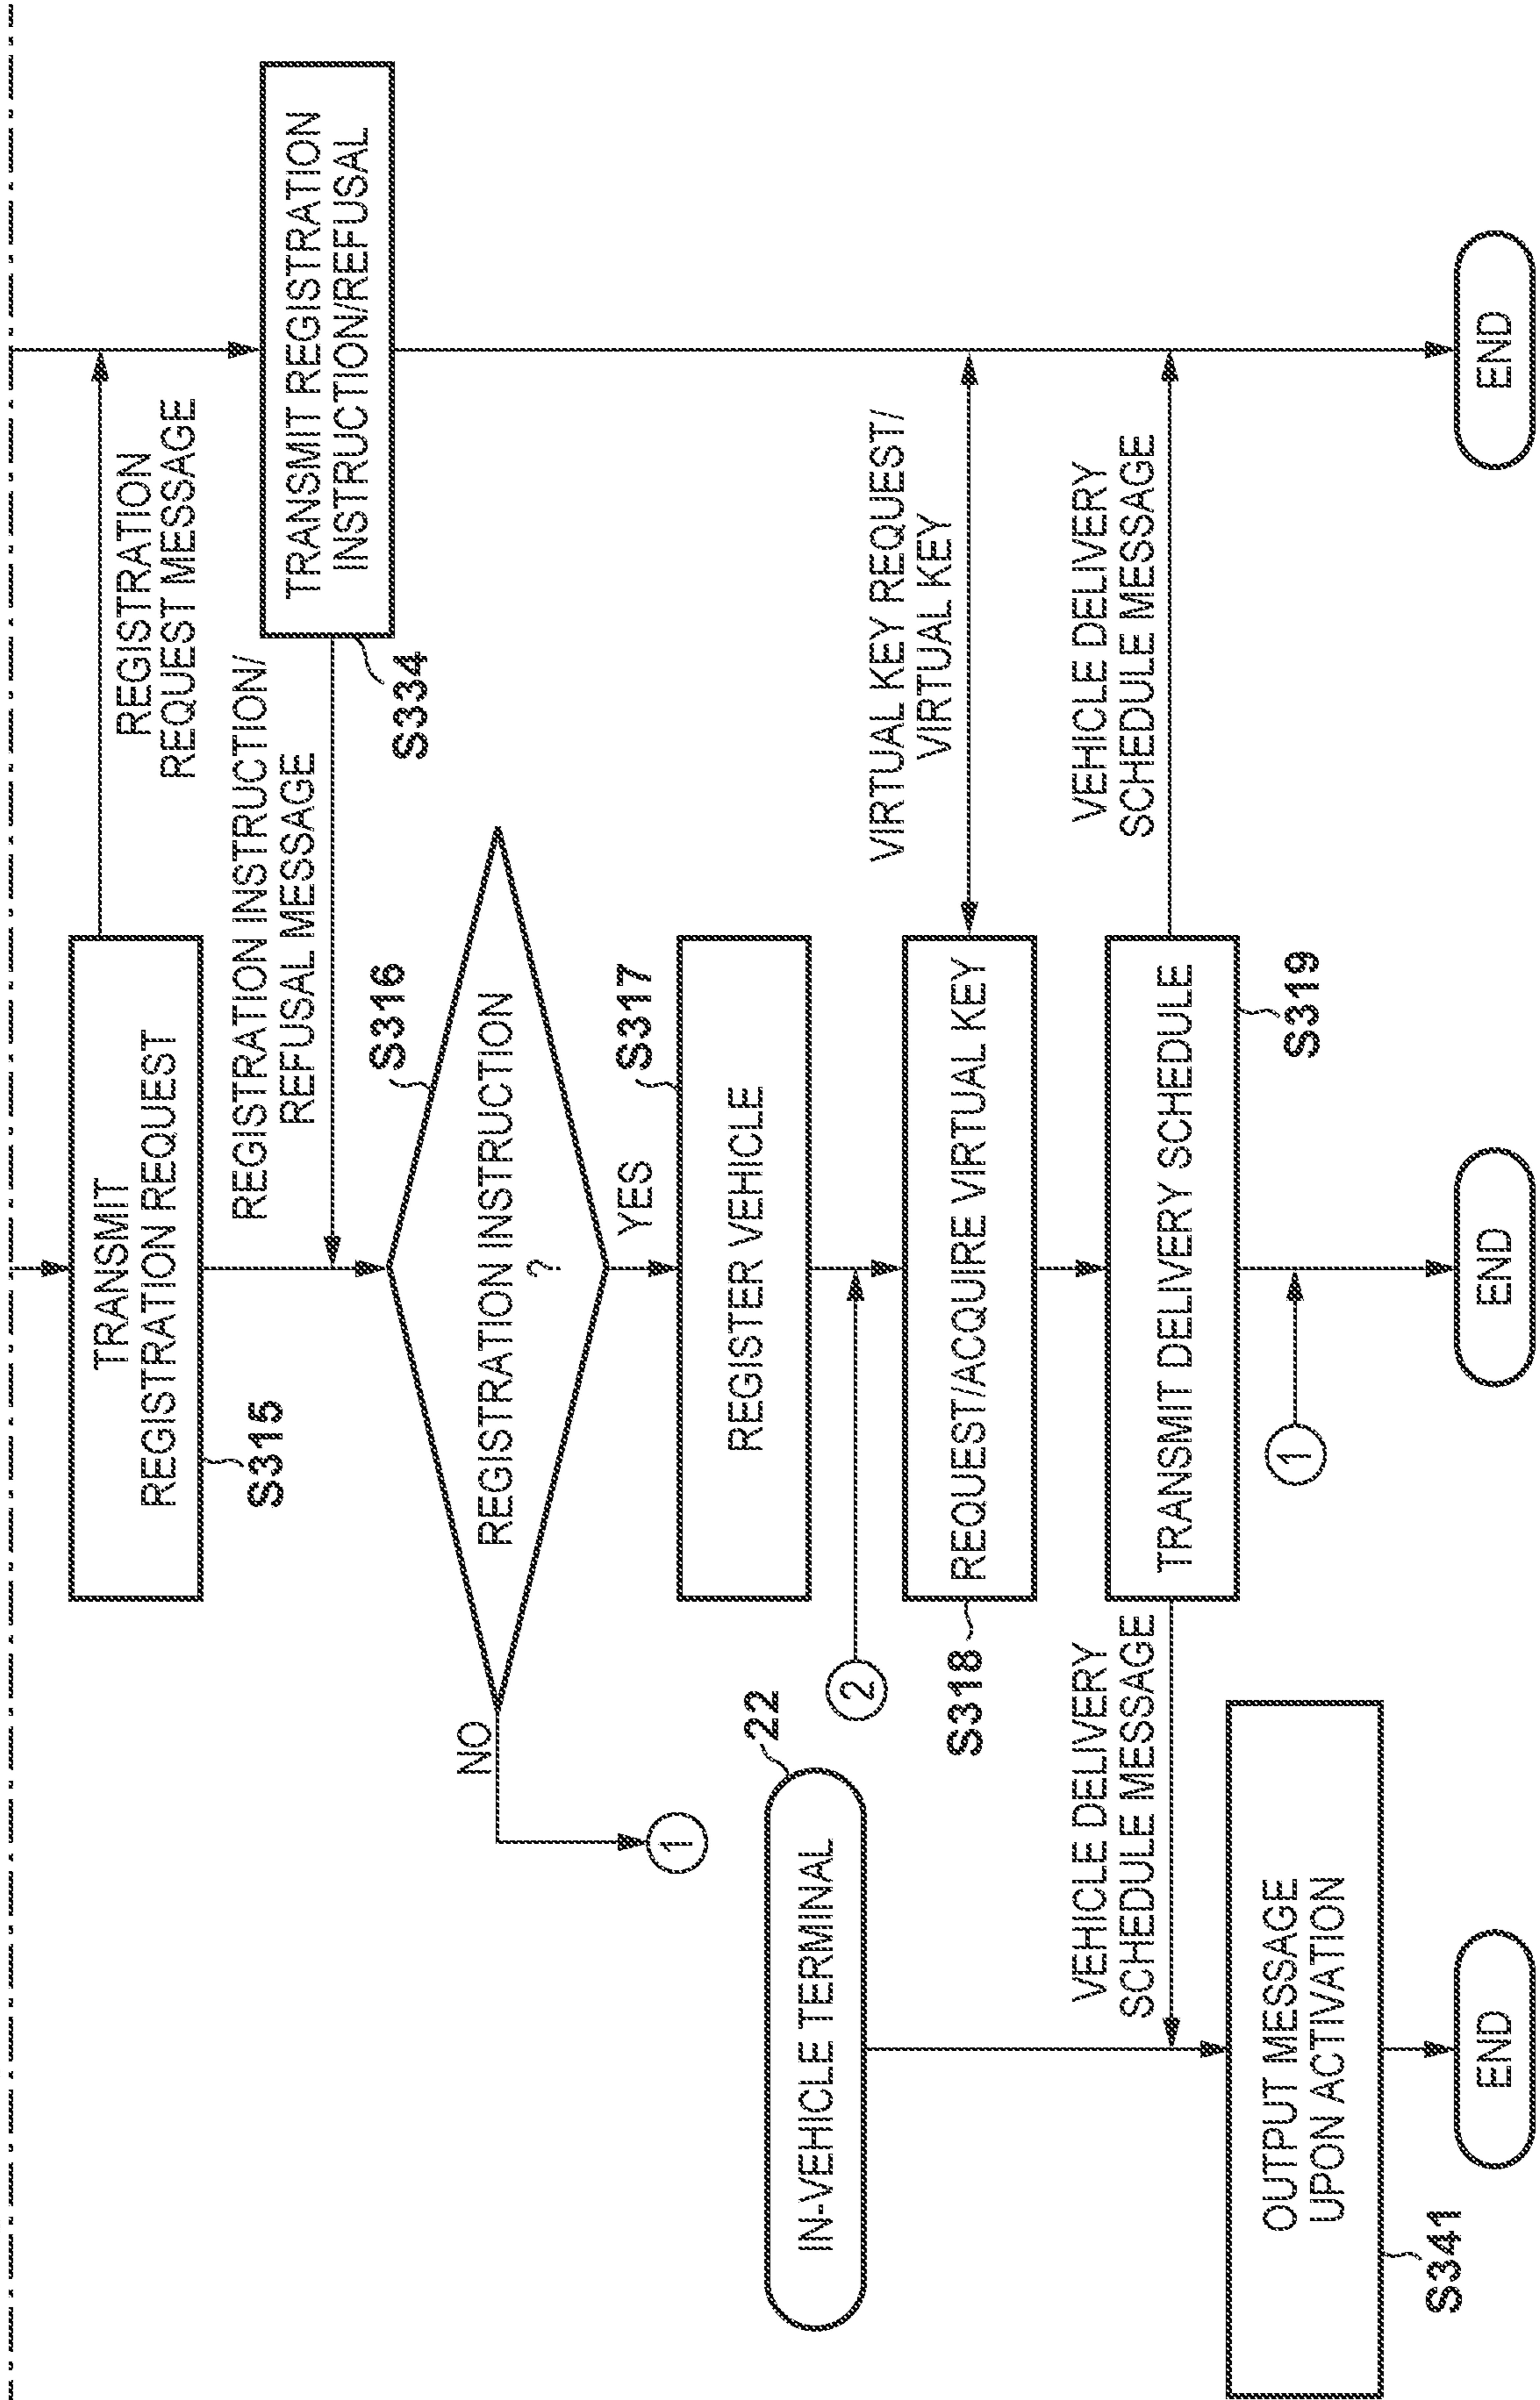 TRANSMIT
REGISTRATION REQUEST
S315
REGISTRATION
REQUEST MESSAGE
REGISTRATION INSTRUCTION/
REFUSAL MESSAGE
TRANSMIT REGISTRATION
INSTRUCTION/REFUSAL
S334
S316
REGISTRATION INSTRUCTION
?
NO
1
YES
S317
REGISTER VEHICLE
22
IN-VEHICLE TERMINAL
2
S318
REQUEST/ACQUIRE VIRTUAL KEY
VIRTUAL KEY REQUEST/
VIRTUAL KEY
VEHICLE DELIVERY
SCHEDULE MESSAGE
TRANSMIT DELIVERY SCHEDULE
S319
VEHICLE DELIVERY
SCHEDULE MESSAGE
1
OUTPUT MESSAGE
UPON ACTIVATION
S341
END
END
END